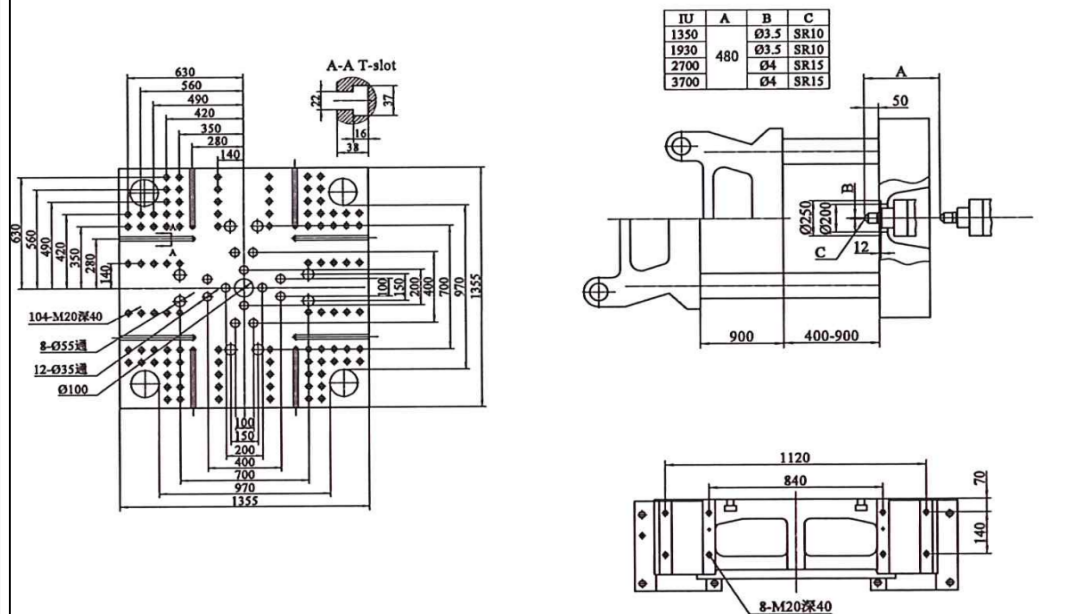 IU A B C
1350 480 Ø3.5 SR10
1930 Ø3.5 SR10
2700 Ø4 SR15
3700 Ø4 SR15
A-A T-slot
22
37
16
38
630
560
490
420
350
280
140
630
560
490
420
350
280
140
A
A
100
150
200
400
700
970
1355
104-M20深40
8-Ø55通
12-Ø35通
Ø100
100
150
200
400
700
970
1355
A
50
B
Ø250
Ø200
C
12
900
400-900
1120
840
70
140
8-M20深40